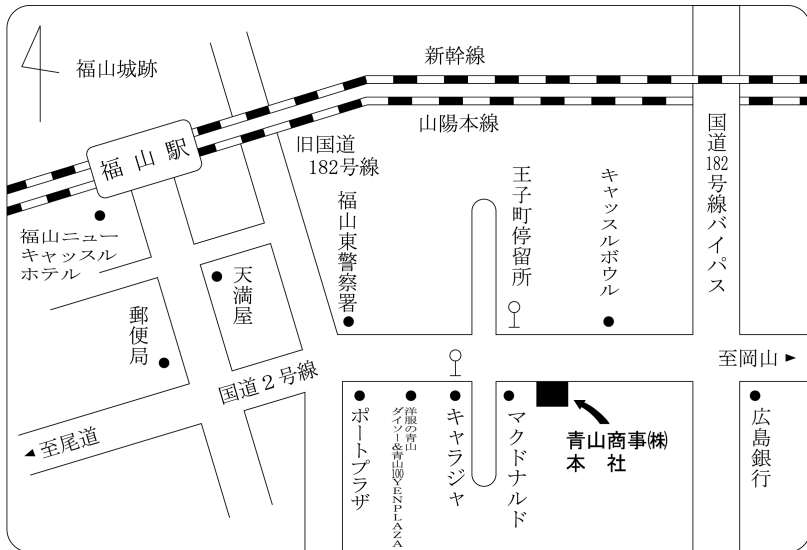 福山城跡
新幹線
山陽本線
福山駅
旧国道
182号線
国道182号線バイパス
福山ニュー
キャッスル
ホテル
天満屋
郵便局
福山東警察署
王子町停留所
キャッスルボウル
国道2号線
至岡山
至尾道
ポートプラザ
洋服の青山
ダイソー&青山100YENPLAZA
キャラジャ
マクドナルド
青山商事㈱
本 社
広島銀行